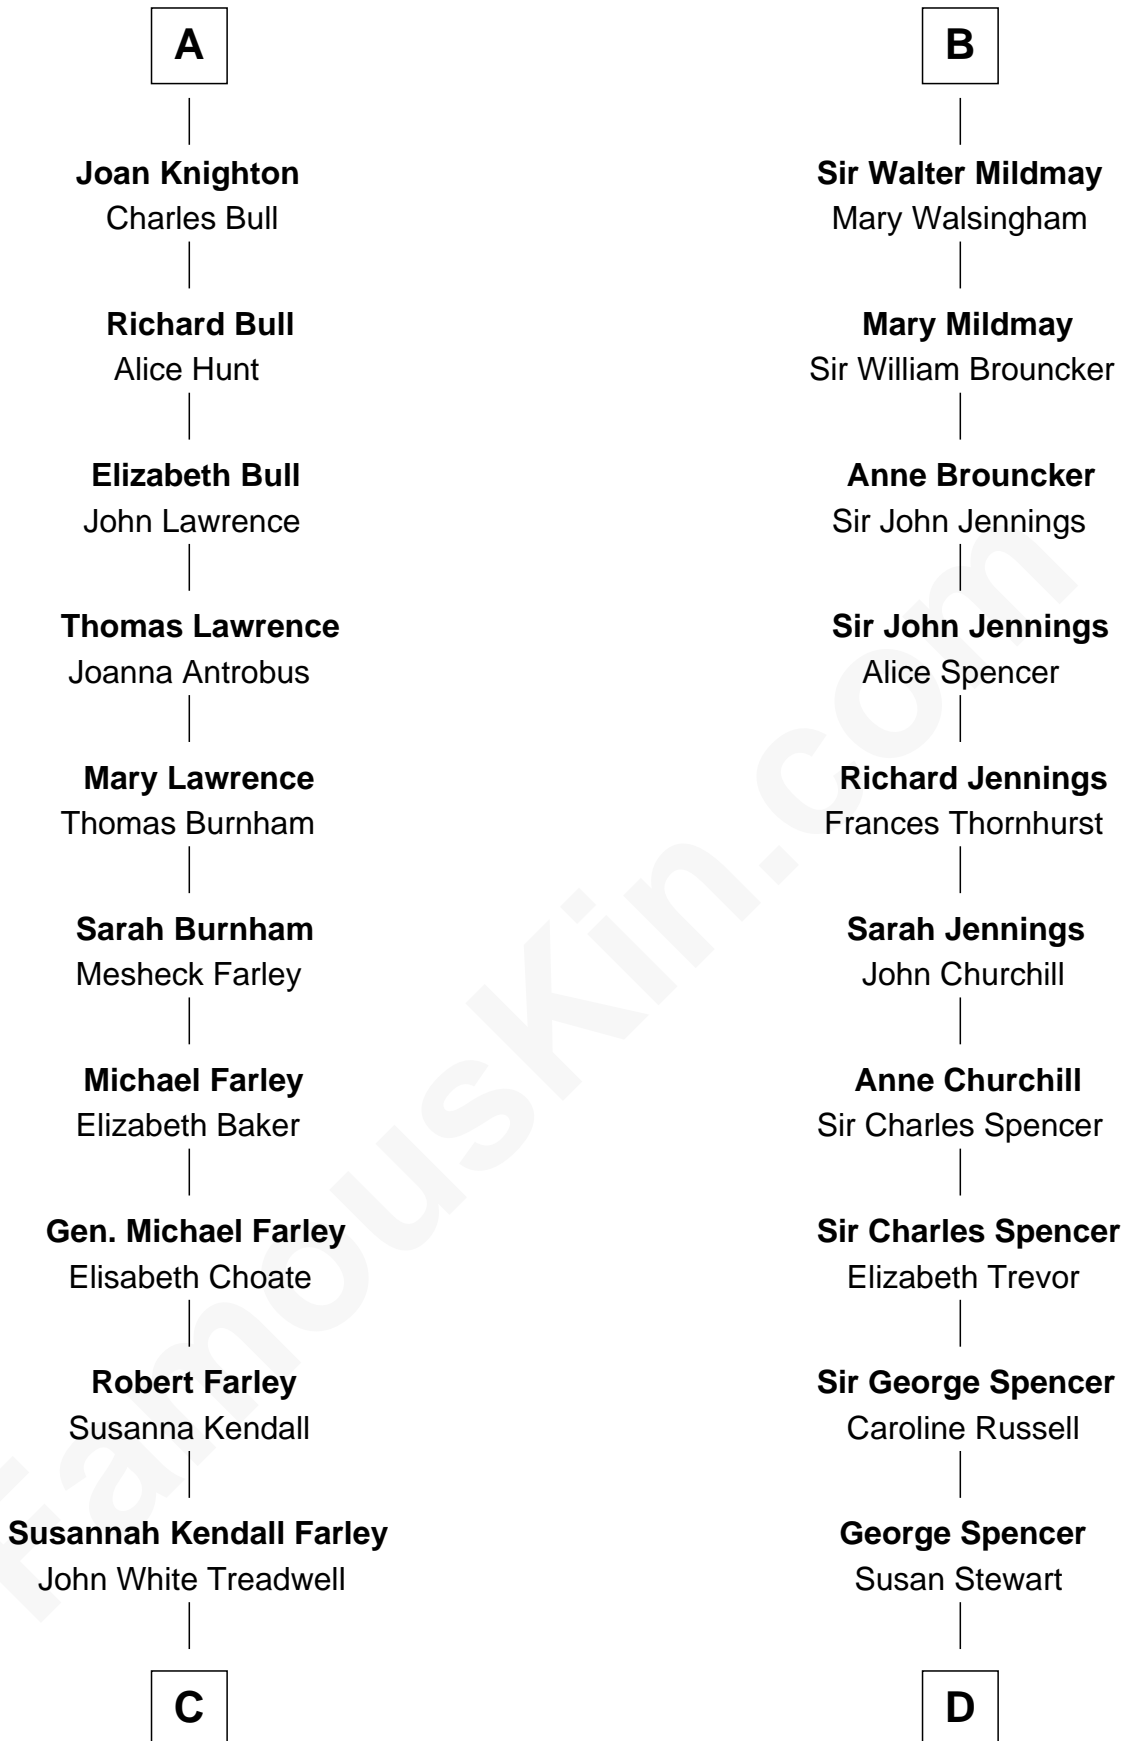 A
Joan Knighton
Charles Bull
Richard Bull
Alice Hunt
Elizabeth Bull
John Lawrence
Thomas Lawrence
Joanna Antrobus
Mary Lawrence
Thomas Burnham
Sarah Burnham
Mesheck Farley
Michael Farley
Elizabeth Baker
Gen. Michael Farley
Elisabeth Choate
Robert Farley
Susanna Kendall
Susannah Kendall Farley
John White Treadwell
C
B
Sir Walter Mildmay
Mary Walsingham
Mary Mildmay
Sir William Brouncker
Anne Brouncker
Sir John Jennings
Sir John Jennings
Alice Spencer
Richard Jennings
Frances Thornhurst
Sarah Jennings
John Churchill
Anne Churchill
Sir Charles Spencer
Sir Charles Spencer
Elizabeth Trevor
Sir George Spencer
Caroline Russell
George Spencer
Susan Stewart
D
FamousKin.com